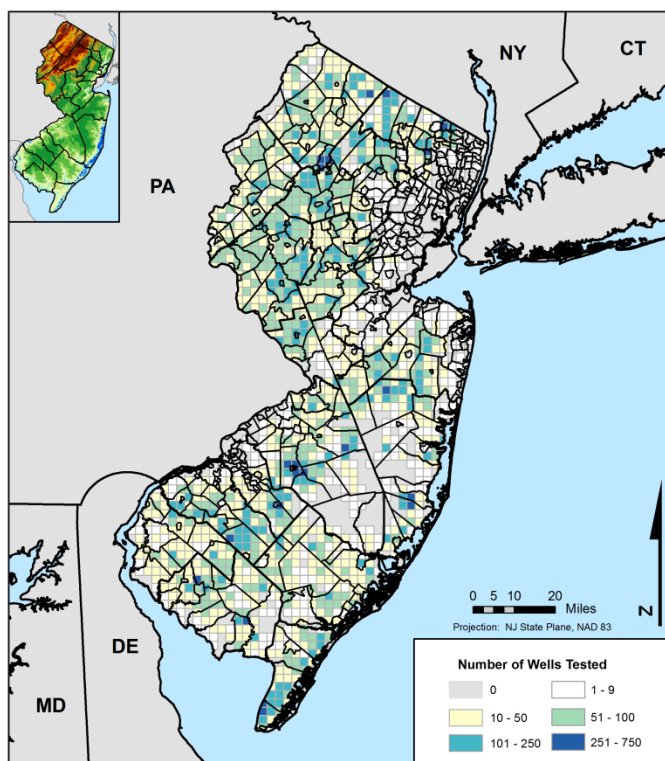 NY
CT
PA
0 5 10 20
Miles
Projection: NJ State Plane, NAD 83
N
DE
MD
Number of Wells Tested
0
1 - 9
10 - 50
51 - 100
101 - 250
251 - 750